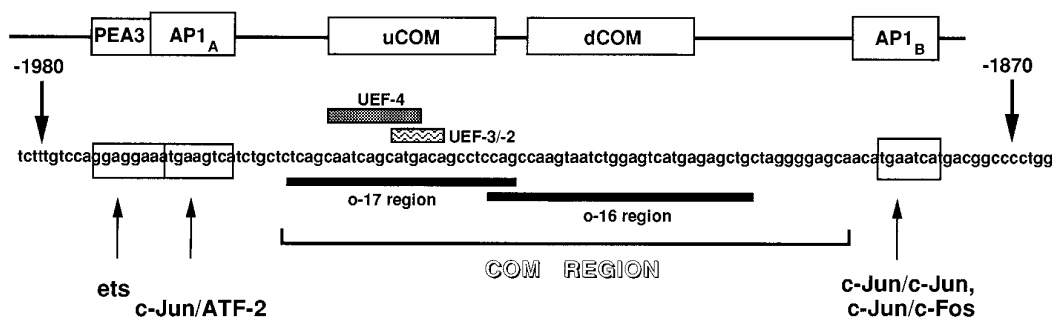 PEA3 AP1A uCOM dCOM AP1B
-1980 -1870
UEF-4
UEF-3/-2
tctttgtccaggaggaaatgaagtcatctgctctcagcaatcagcatgacagcctccagccaagtaatctggagtcatgagagctgctaggggagcaacatgaatcatgacggcccctgg
o-17 region
o-16 region
COM REGION
ets c-Jun/ATF-2 c-Jun/c-Jun,
c-Jun/c-Fos